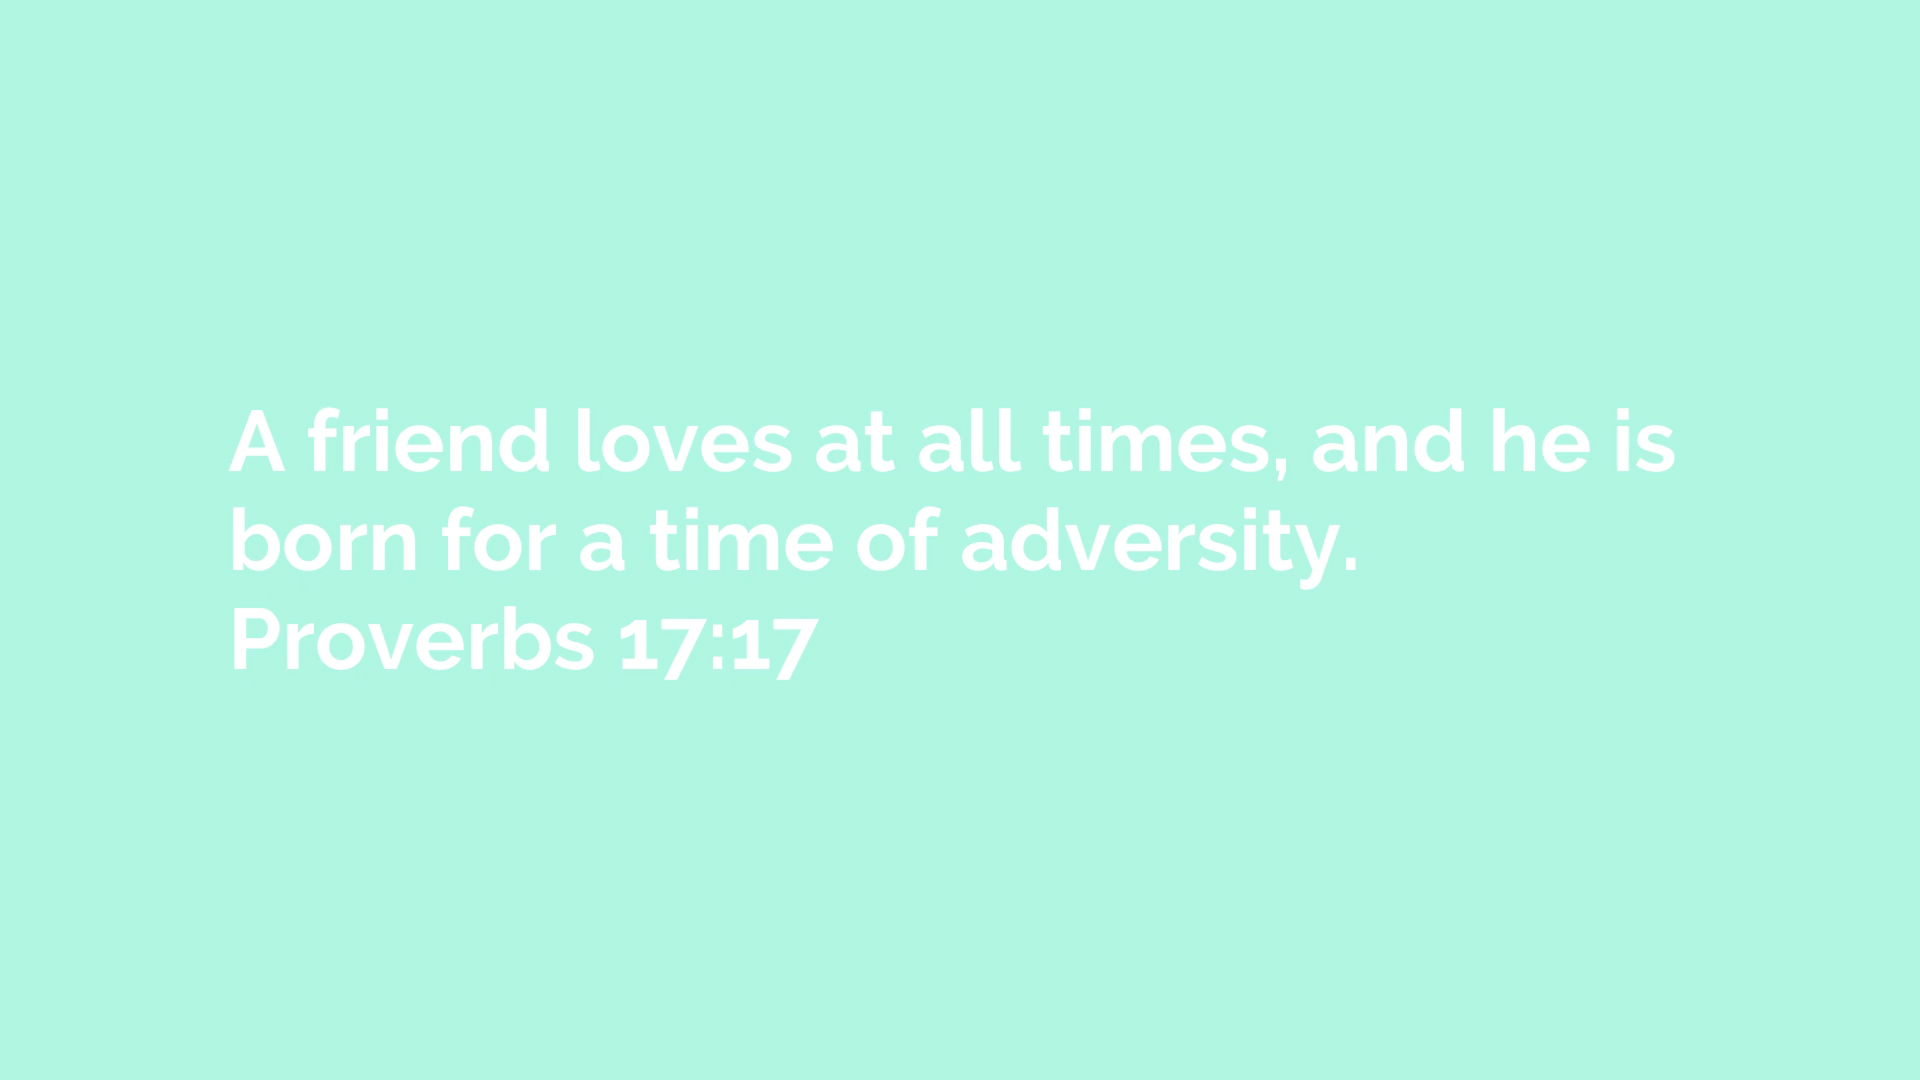 A friend loves at all times, and he is
born for a time of adversity.
Proverbs 17:17